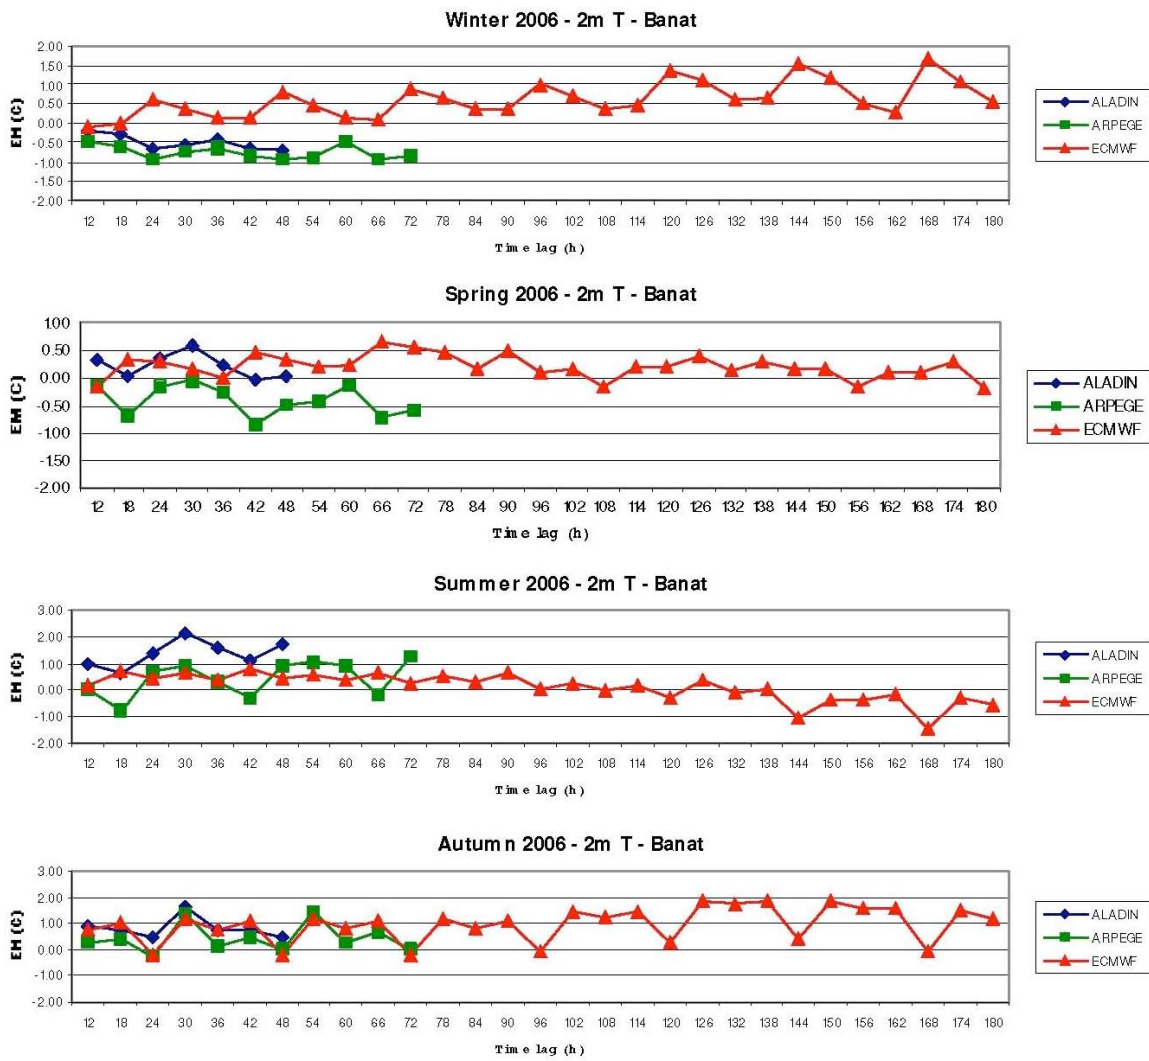 Winter 2006 - 2m T - Banat
2.00
1.50
1.00
0.50
0.00
-0.50
-1.00
-1.50
-2.00
EM (C)
12 18 24 30 36 42 48 54 60 66 72 78 84 90 96 102 108 114 120 126 132 138 144 150 156 162 168 174 180
Time lag (h)
ALADIN
ARPEGE
ECMWF
Spring 2006 - 2m T - Banat
1.00
0.50
0.00
-0.50
-1.00
-1.50
-2.00
EM (C)
12 18 24 30 36 42 48 54 60 66 72 78 84 90 96 102 108 114 120 126 132 138 144 150 156 162 168 174 180
Time lag (h)
ALADIN
ARPEGE
ECMWF
Summer 2006 - 2m T - Banat
3.00
2.00
1.00
0.00
-1.00
-2.00
EM (C)
12 18 24 30 36 42 48 54 60 66 72 78 84 90 96 102 108 114 120 126 132 138 144 150 156 162 168 174 180
Time lag (h)
ALADIN
ARPEGE
ECMWF
Autumn 2006 - 2m T - Banat
3.00
2.00
1.00
0.00
-1.00
-2.00
EM (C)
12 18 24 30 36 42 48 54 60 66 72 78 84 90 96 102 108 114 120 126 132 138 144 150 156 162 168 174 180
Time lag (h)
ALADIN
ARPEGE
ECMWF